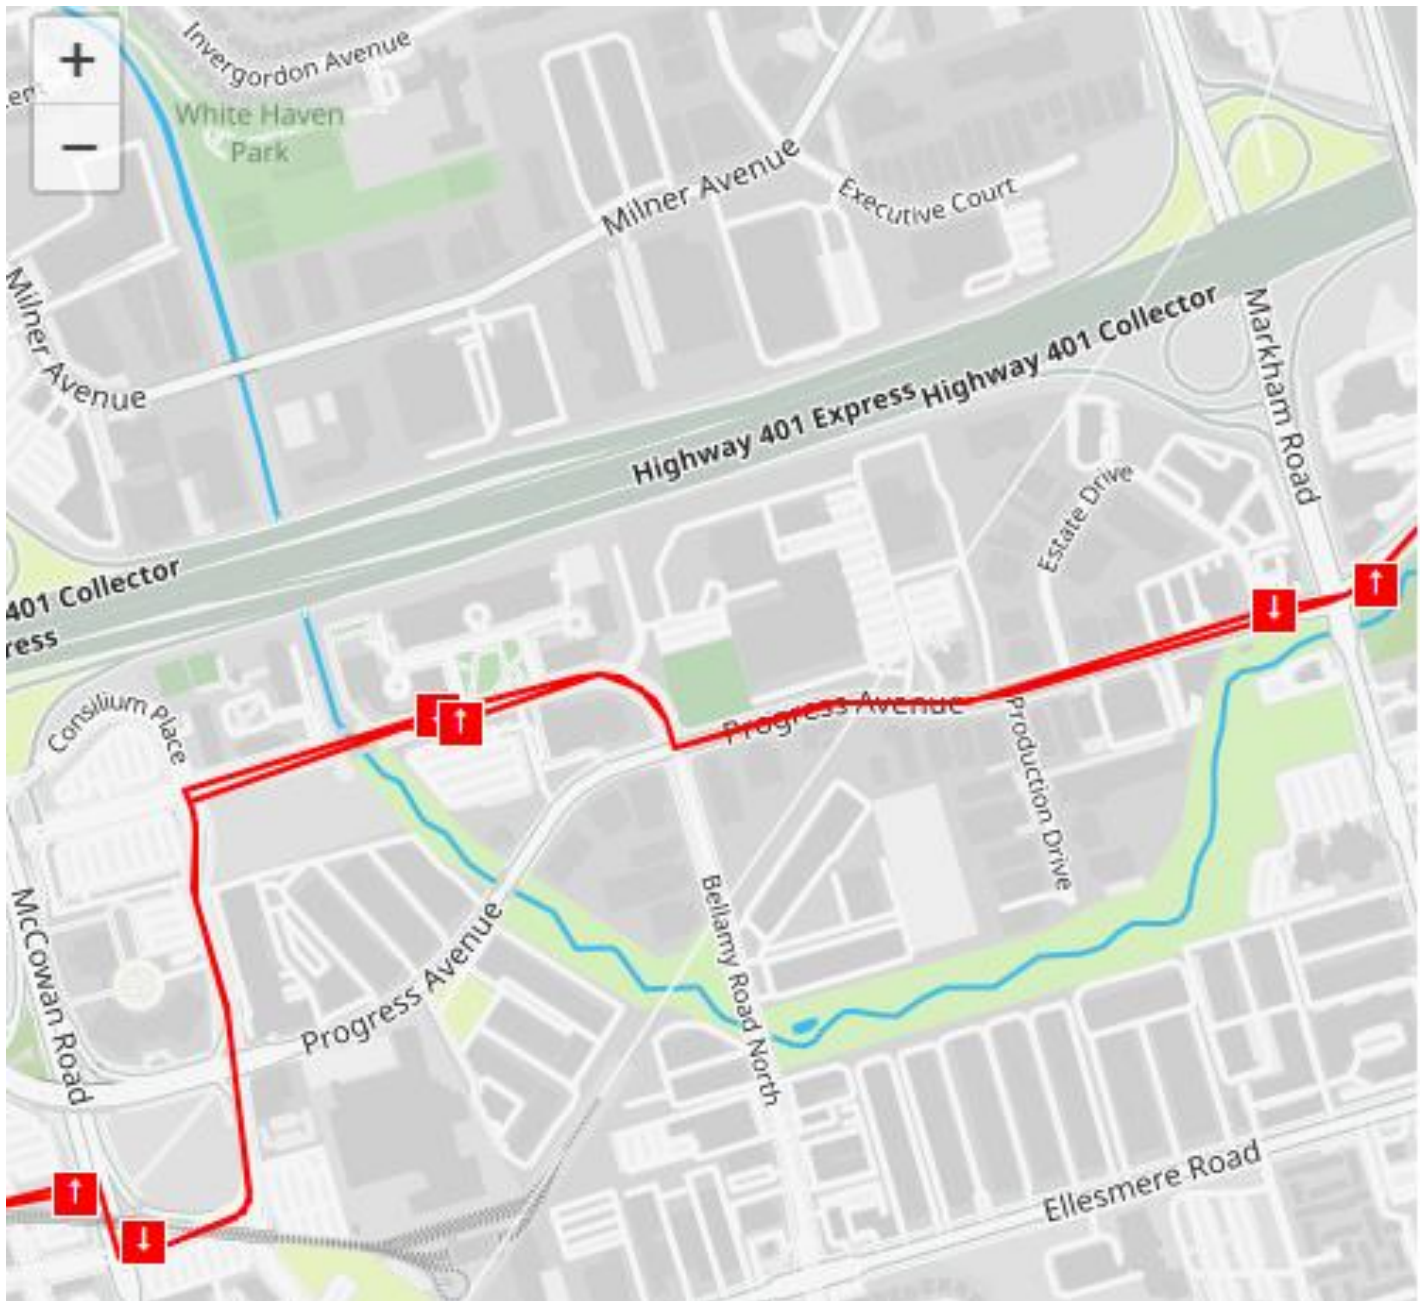 +
Invergordon Avenue
White Haven
Park
−
Milner Avenue
Executive Court
Milner Avenue
Highway 401 Collector
Highway 401 Express
Markham Road
Estate Drive
401 Collector
ress
↓
↑
Consilium Place
↑
Progress Avenue
Production Drive
McCowan Road
Bellamy Road North
Progress Avenue
Ellesmere Road
↑
↓